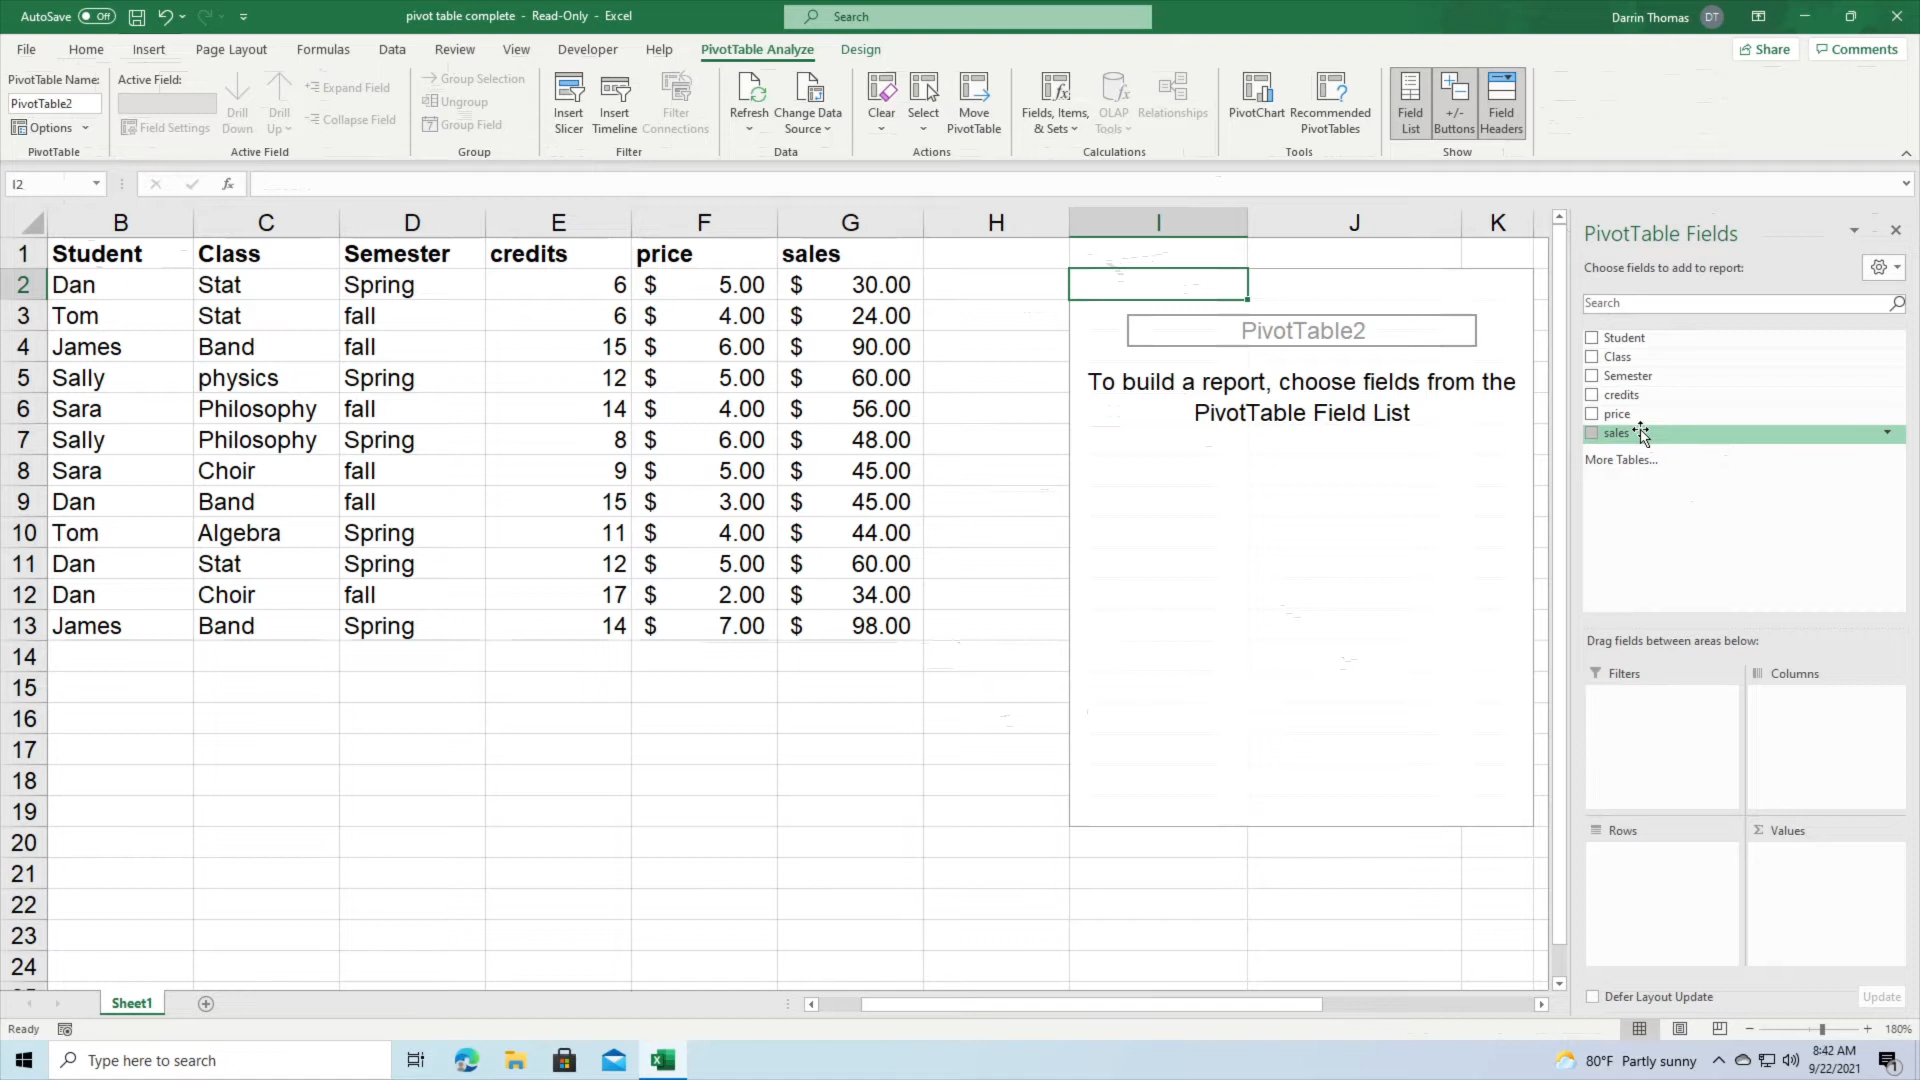 AutoSave Off pivot table complete - Read-Only - Excel Search Darrin Thomas DT
File Home Insert Page Layout Formulas Data Review View Developer Help PivotTable Analyze Design Share Comments
PivotTable Name: Active Field:
PivotTable2
Options
PivotTable
Field Settings
Drill Down
Drill Up
Expand Field
Collapse Field
Active Field
Group Selection
Ungroup
Group Field
Group
Insert Slicer
Insert Timeline
Filter Connections
Filter
Refresh
Change Data Source
Data
Clear
Select
Move PivotTable
Actions
Fields, Items, & Sets
OLAP Tools
Relationships
Calculations
PivotChart
Recommended PivotTables
Tools
Field List
+/- Buttons
Field Headers
Show
I2 fx
B C D E F G H I J K
1 Student Class Semester credits price sales
2 Dan Stat Spring 6 $ 5.00 $ 30.00
3 Tom Stat fall 6 $ 4.00 $ 24.00
4 James Band fall 15 $ 6.00 $ 90.00
5 Sally physics Spring 12 $ 5.00 $ 60.00
6 Sara Philosophy fall 14 $ 4.00 $ 56.00
7 Sally Philosophy Spring 8 $ 6.00 $ 48.00
8 Sara Choir fall 9 $ 5.00 $ 45.00
9 Dan Band fall 15 $ 3.00 $ 45.00
10 Tom Algebra Spring 11 $ 4.00 $ 44.00
11 Dan Stat Spring 12 $ 5.00 $ 60.00
12 Dan Choir fall 17 $ 2.00 $ 34.00
13 James Band Spring 14 $ 7.00 $ 98.00
14
15
16
17
18
19
20
21
22
23
24
PivotTable2
To build a report, choose fields from the
PivotTable Field List
PivotTable Fields
Choose fields to add to report:
Search
Student
Class
Semester
credits
price
sales
More Tables...
Drag fields between areas below:
Filters Columns
Rows Σ Values
Defer Layout Update Update
Sheet1
Ready 180%
Type here to search 80°F Partly sunny 8:42 AM
9/22/2021 1